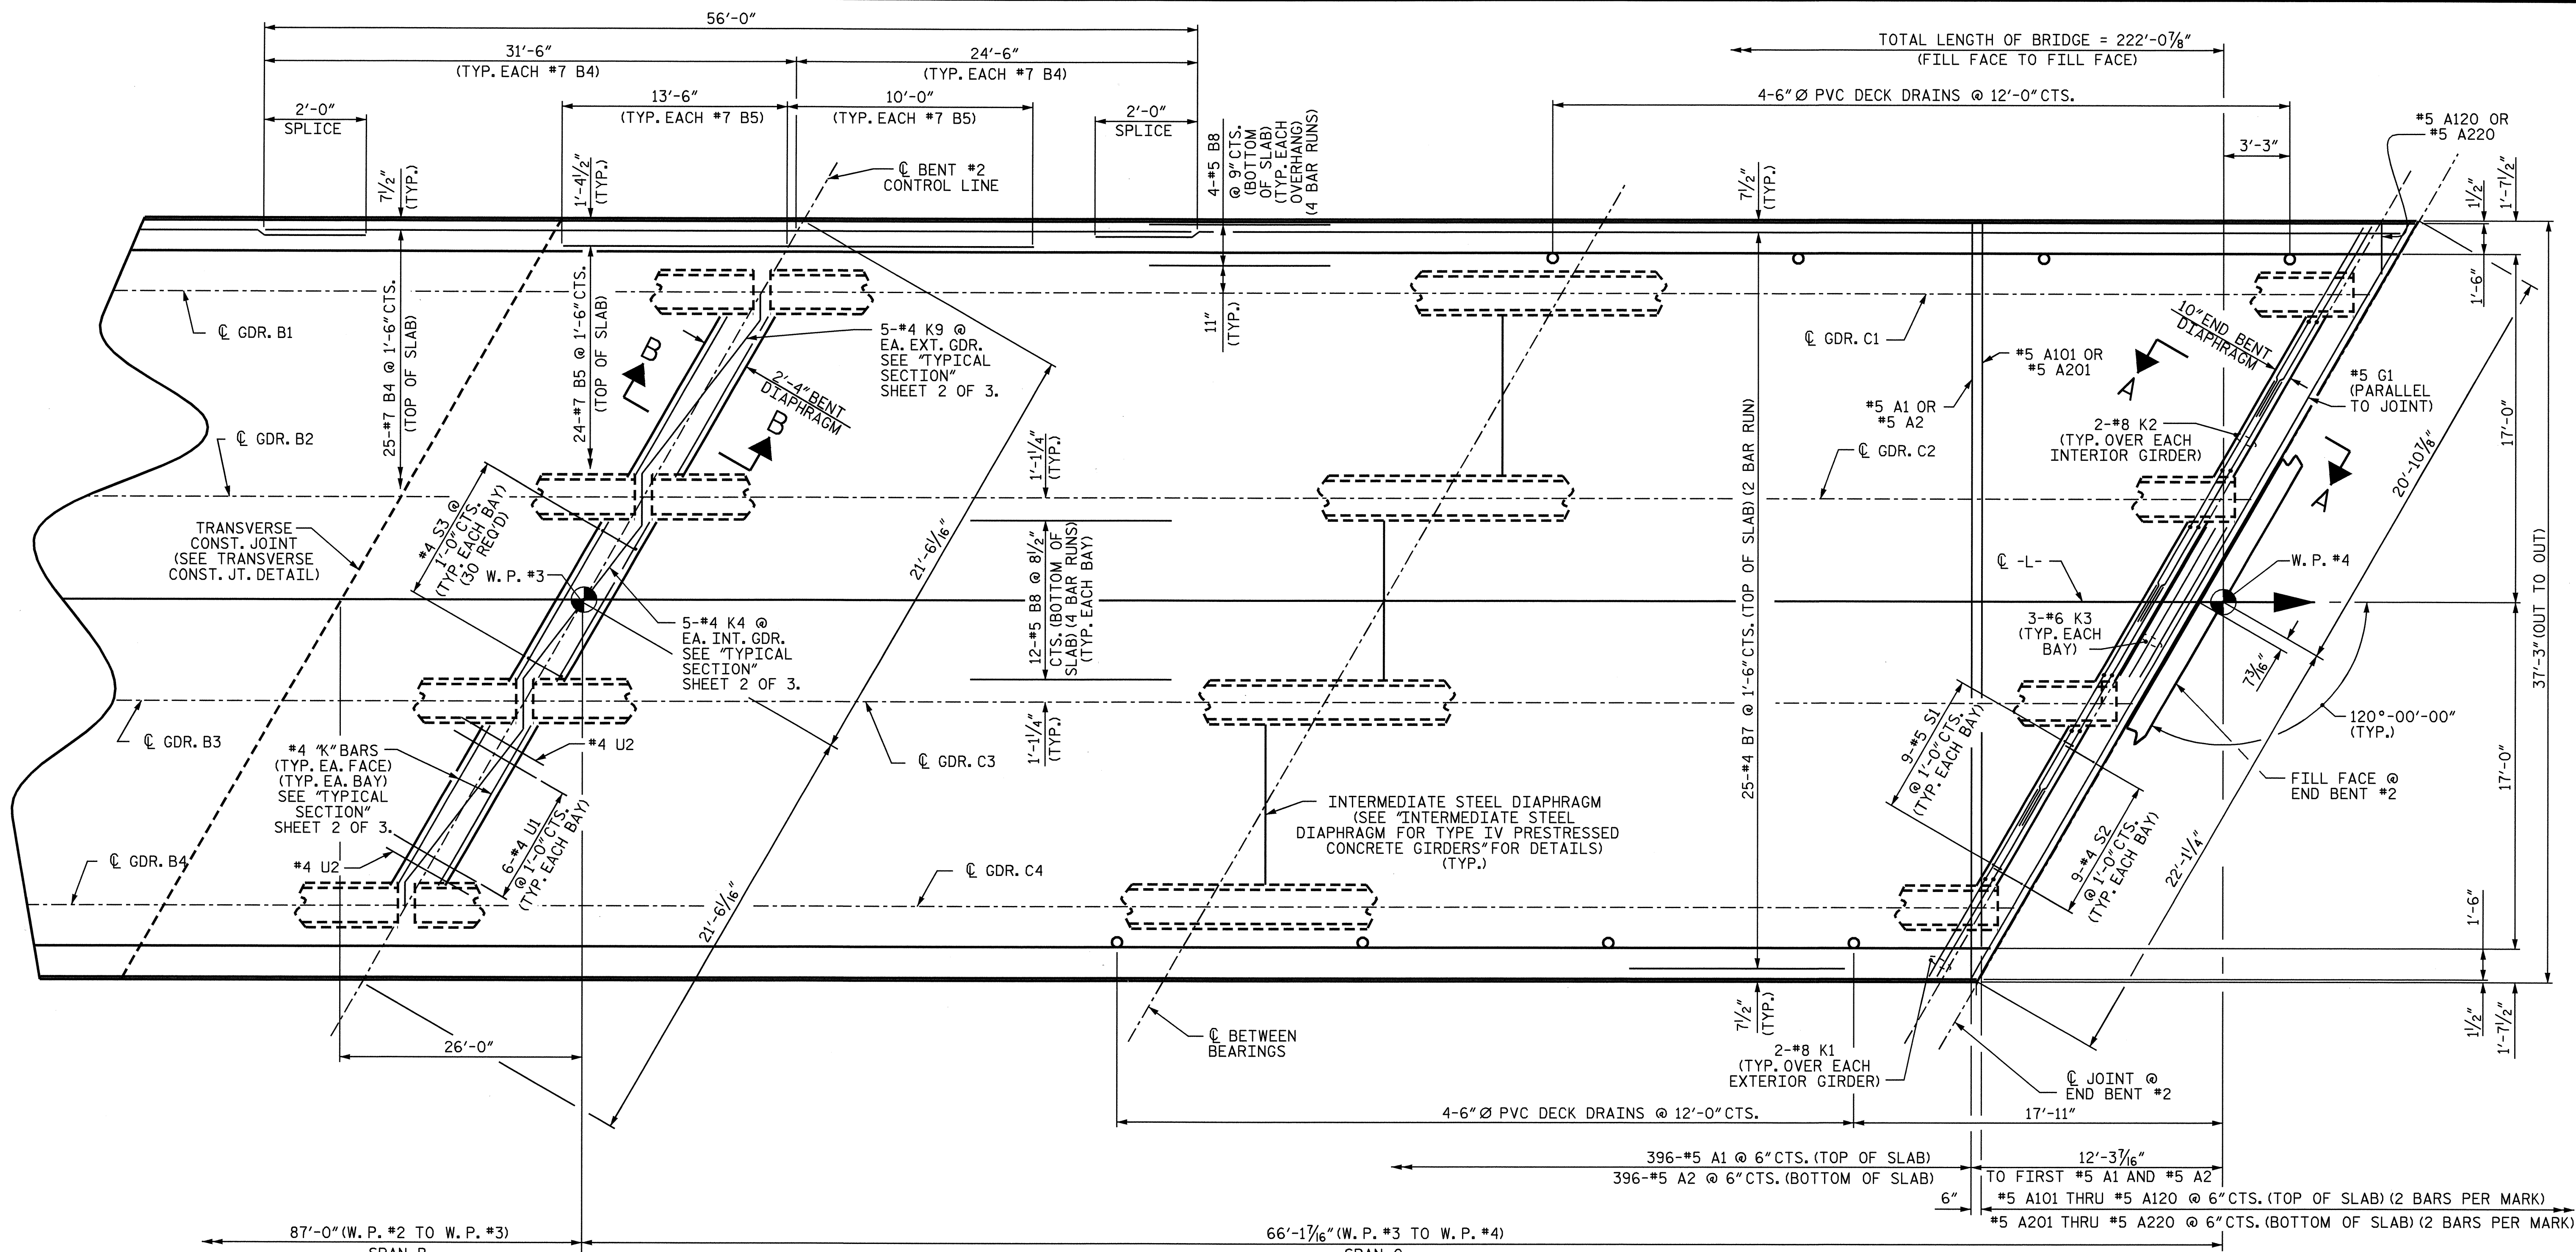 56'-0"
31'-6"
(TYP. EACH #7 B4)
24'-6"
(TYP. EACH #7 B4)
TOTAL LENGTH OF BRIDGE = 222'-0⅞"
(FILL FACE TO FILL FACE)
2'-0"
SPLICE
13'-6"
(TYP. EACH #7 B5)
10'-0"
(TYP. EACH #7 B5)
2'-0"
SPLICE
4-6" Ø PVC DECK DRAINS @ 12'-0" CTS.
#5 A120 OR
#5 A220
3'-3"
7½"
(TYP.)
1'-4½"
(TYP.)
℄ BENT #2
CONTROL LINE
4-#5 B8
@ 9" CTS.
(BOTTOM
OF SLAB)
(TYP. EACH
OVERHANG)
(4 BAR RUNS)
7½"
(TYP.)
1½"
1'-7½"
1'-6"
℄ GDR. B1
25-#7 B4 @ 1'-6" CTS.
(TOP OF SLAB)
24-#7 B5 @ 1'-6" CTS.
(TOP OF SLAB)
B
B
2'-4" BENT
DIAPHRAGM
5-#4 K9 @
EA. EXT. GDR.
SEE "TYPICAL
SECTION"
SHEET 2 OF 3.
11"
(TYP.)
℄ GDR. C1
#5 A101 OR
#5 A201
#5 A1 OR
#5 A2
10" END BENT
DIAPHRAGM
A
A
#5 G1
(PARALLEL
TO JOINT)
2-#8 K2
(TYP. OVER EACH
INTERIOR GIRDER)
17'-0"
20'-10⅞"
℄ GDR. B2
1'-1¼"
(TYP.)
℄ GDR. C2
TRANSVERSE
CONST. JOINT
(SEE TRANSVERSE
CONST. JT. DETAIL)
#4 S3 @
1'-0" CTS.
(TYP. EACH BAY)
(30 REQ'D)
W. P. #3
21'-6 1/16"
12-#5 B8 @ 8½"
CTS. (BOTTOM OF
SLAB) (4 BAR RUNS)
(TYP. EACH BAY)
25-#4 B7 @ 1'-6" CTS. (TOP OF SLAB) (2 BAR RUN)
℄ -L-
W. P. #4
37'-3" (OUT TO OUT)
5-#4 K4 @
EA. INT. GDR.
SEE "TYPICAL
SECTION"
SHEET 2 OF 3.
3-#6 K3
(TYP. EACH
BAY)
7 3/16"
120°-00'-00"
(TYP.)
℄ GDR. B3
#4 U2
℄ GDR. C3
1'-1¼"
(TYP.)
#4 "K" BARS
(TYP. EA. FACE)
(TYP. EA. BAY)
SEE "TYPICAL
SECTION"
SHEET 2 OF 3.
6-#4 U1
@ 1'-0" CTS.
(TYP. EACH BAY)
#4 U2
INTERMEDIATE STEEL DIAPHRAGM
(SEE "INTERMEDIATE STEEL
DIAPHRAGM FOR TYPE IV PRESTRESSED
CONCRETE GIRDERS" FOR DETAILS)
(TYP.)
9-#5 S1
@ 1'-0" CTS.
(TYP. EACH BAY)
9-#4 S2
@ 1'-0" CTS.
(TYP. EACH BAY)
FILL FACE @
END BENT #2
17'-0"
22'-1¼"
℄ GDR. B4
℄ GDR. C4
21'-6 1/16"
1'-6"
26'-0"
℄ BETWEEN
BEARINGS
7½"
(TYP.)
1½"
1'-7½"
2-#8 K1
(TYP. OVER EACH
EXTERIOR GIRDER)
℄ JOINT @
END BENT #2
4-6" Ø PVC DECK DRAINS @ 12'-0" CTS.
17'-11"
396-#5 A1 @ 6" CTS. (TOP OF SLAB)
396-#5 A2 @ 6" CTS. (BOTTOM OF SLAB)
12'-3 7/16"
TO FIRST #5 A1 AND #5 A2
6"
#5 A101 THRU #5 A120 @ 6" CTS. (TOP OF SLAB) (2 BARS PER MARK)
#5 A201 THRU #5 A220 @ 6" CTS. (BOTTOM OF SLAB) (2 BARS PER MARK)
87'-0" (W. P. #2 TO W. P. #3)
66'-1 7/16" (W. P. #3 TO W. P. #4)